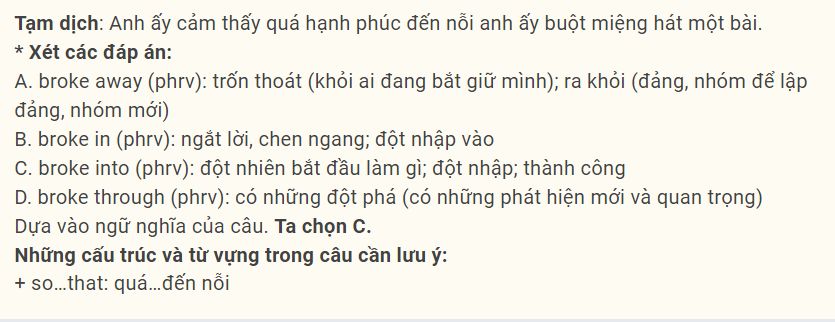 Tạm dịch: Anh ấy cảm thấy quá hạnh phúc đến nỗi anh ấy buột miệng hát một bài.
* Xét các đáp án:
A. broke away (phrv): trốn thoát (khỏi ai đang bắt giữ mình); ra khỏi (đảng, nhóm để lập
đảng, nhóm mới)
B. broke in (phrv): ngắt lời, chen ngang; đột nhập vào
C. broke into (phrv): đột nhiên bắt đầu làm gì; đột nhập; thành công
D. broke through (phrv): có những đột phá (có những phát hiện mới và quan trọng)
Dựa vào ngữ nghĩa của câu. Ta chọn C.
Những cấu trúc và từ vựng trong câu cần lưu ý:
+ so...that: quá...đến nỗi